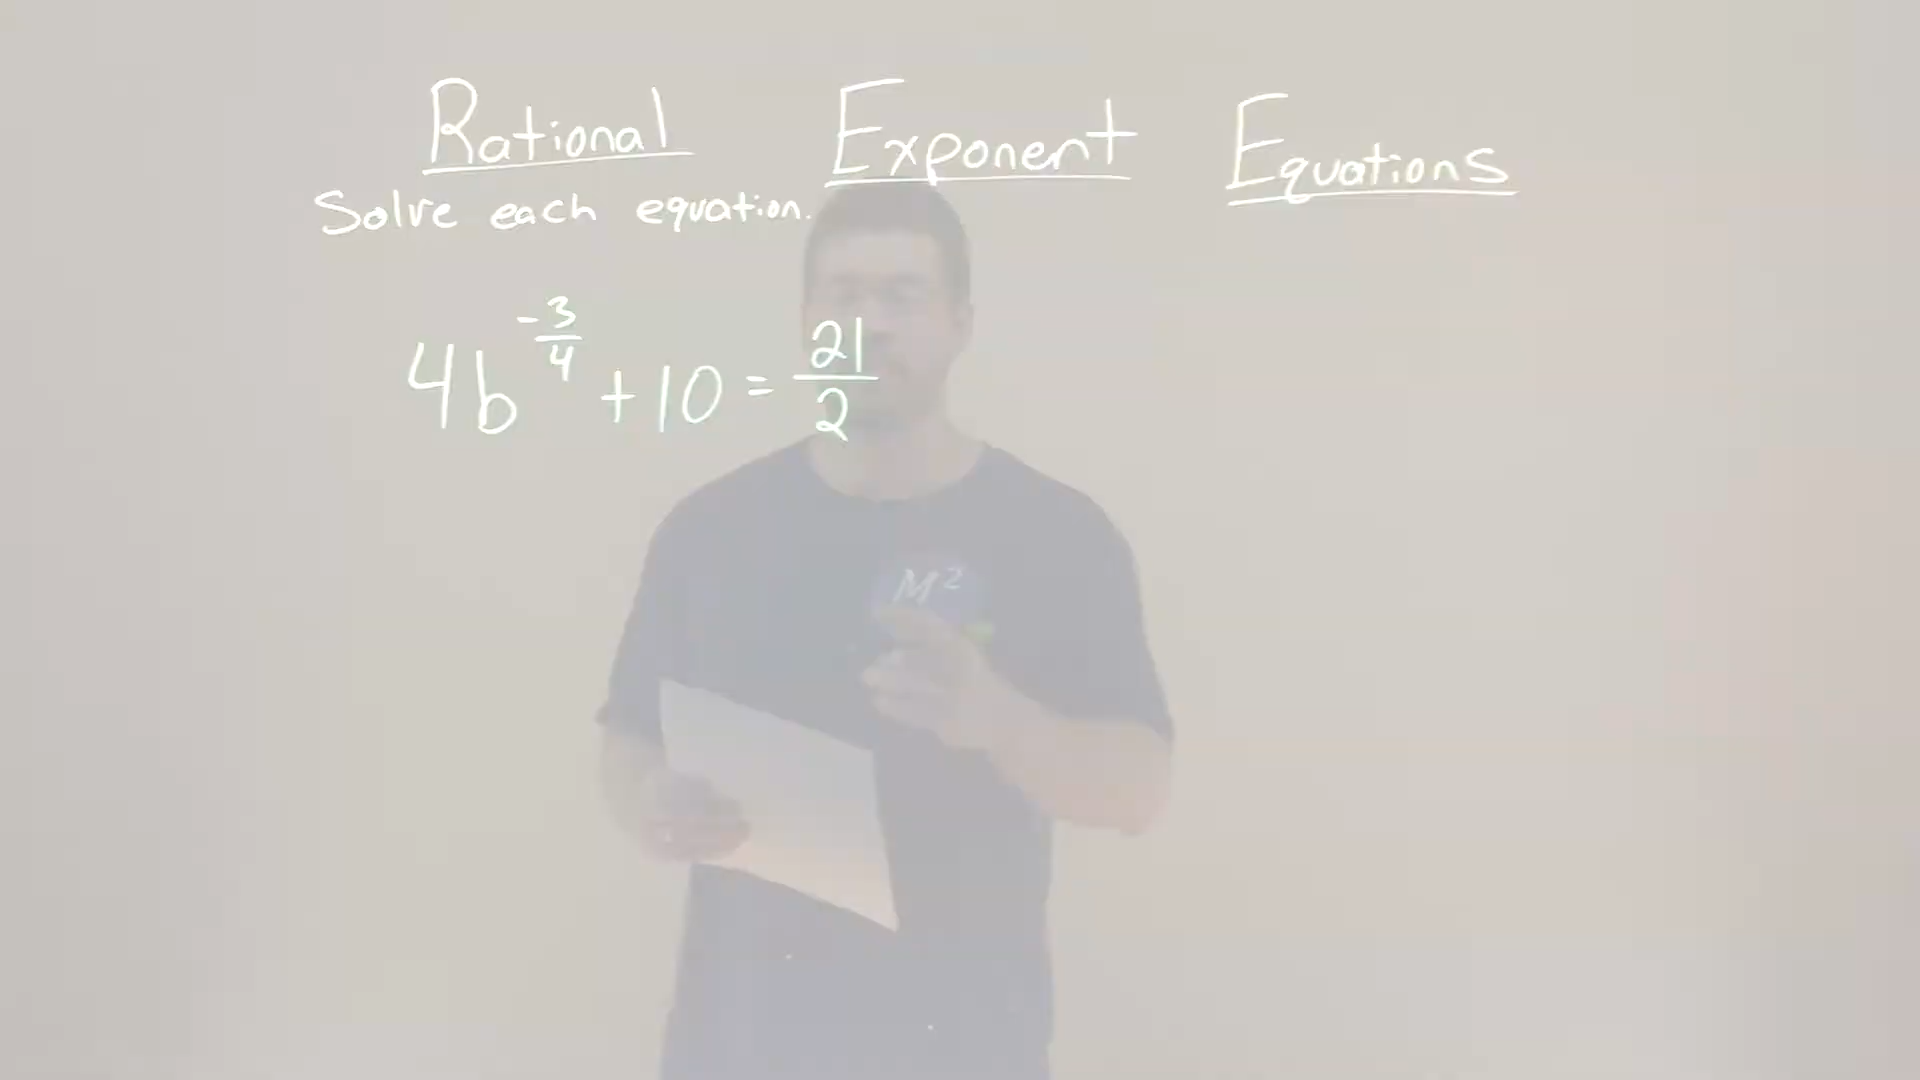 Rational Exponent Equations
Solve each equation.
4b^{-3/4} + 10 = 21/2
M²